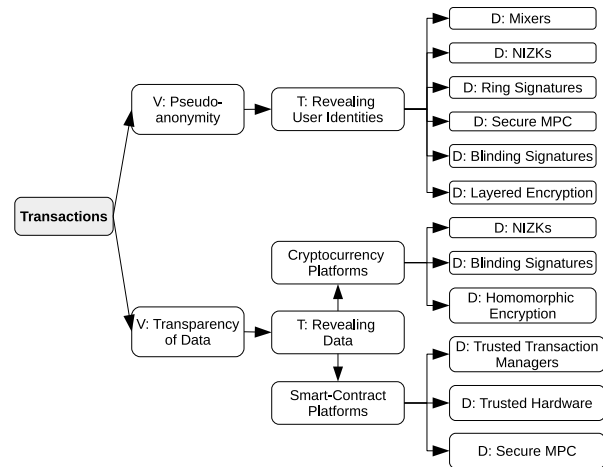 Transactions
V: Pseudo-
anonymity
T: Revealing
User Identities
D: Mixers
D: NIZKs
D: Ring Signatures
D: Secure MPC
D: Blinding Signatures
D: Layered Encryption
V: Transparency
of Data
T: Revealing
Data
Cryptocurrency
Platforms
D: NIZKs
D: Blinding Signatures
D: Homomorphic
Encryption
Smart-Contract
Platforms
D: Trusted Transaction
Managers
D: Trusted Hardware
D: Secure MPC